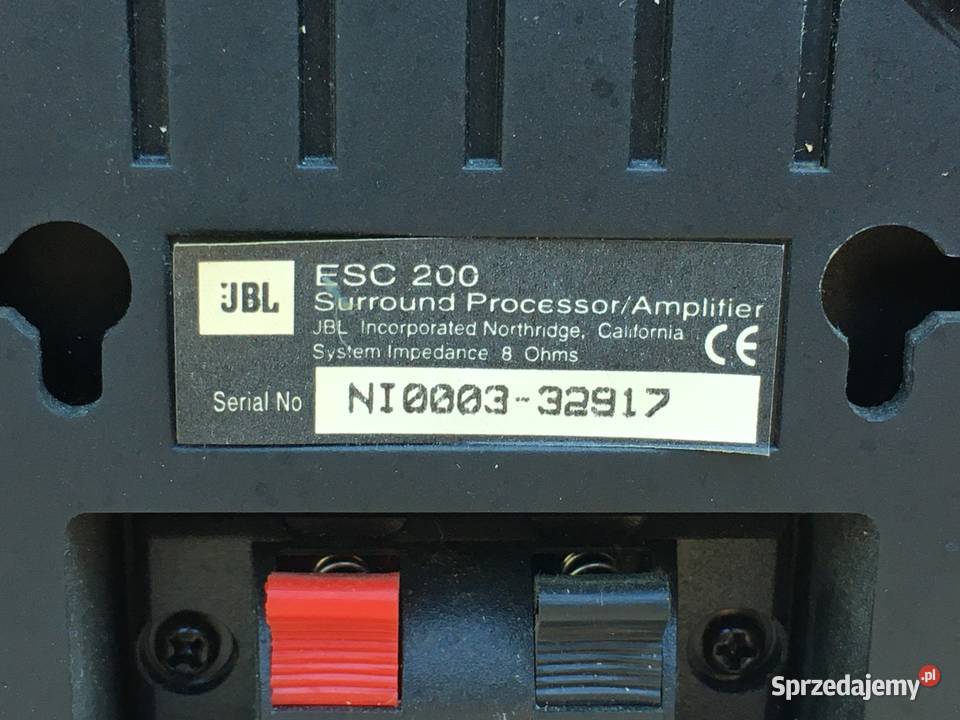 JBL
ESC 200
Surround Processor/Amplifier
JBL Incorporated Northridge, California
System Impedance 8 Ohms
CE
Serial No NI0003-32917
Sprzedajemy.pl